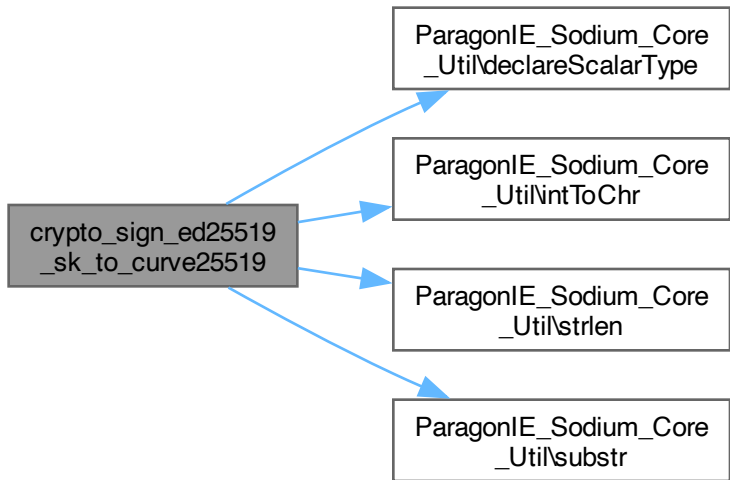 ParagonIE_Sodium_Core
_Util\declareScalarType
ParagonIE_Sodium_Core
_Util\intToChr
crypto_sign_ed25519
_sk_to_curve25519
ParagonIE_Sodium_Core
_Util\strlen
ParagonIE_Sodium_Core
_Util\substr